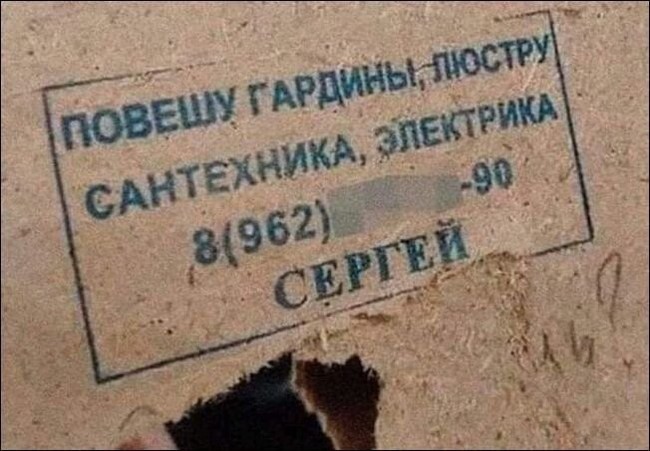 ПОВЕШУ ГАРДИНЫ, ЛЮСТРУ
САНТЕХНИКА, ЭЛЕКТРИКА
8(962) -90
СЕРГЕЙ